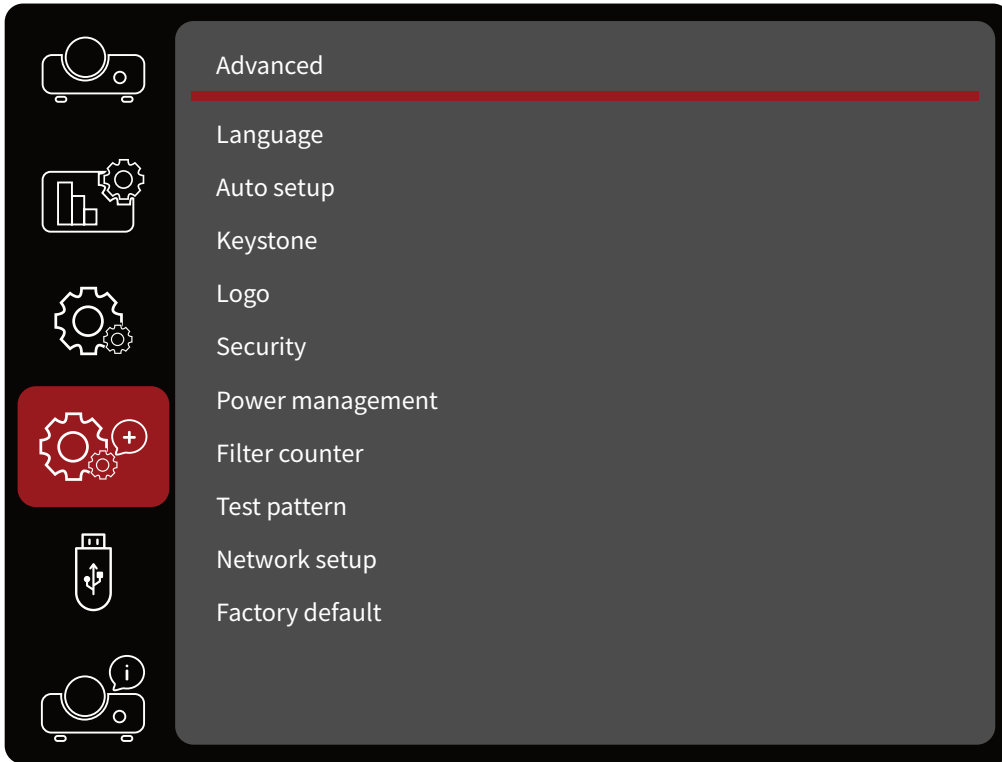 Advanced
Language
Auto setup
Keystone
Logo
Security
Power management
Filter counter
Test pattern
Network setup
Factory default